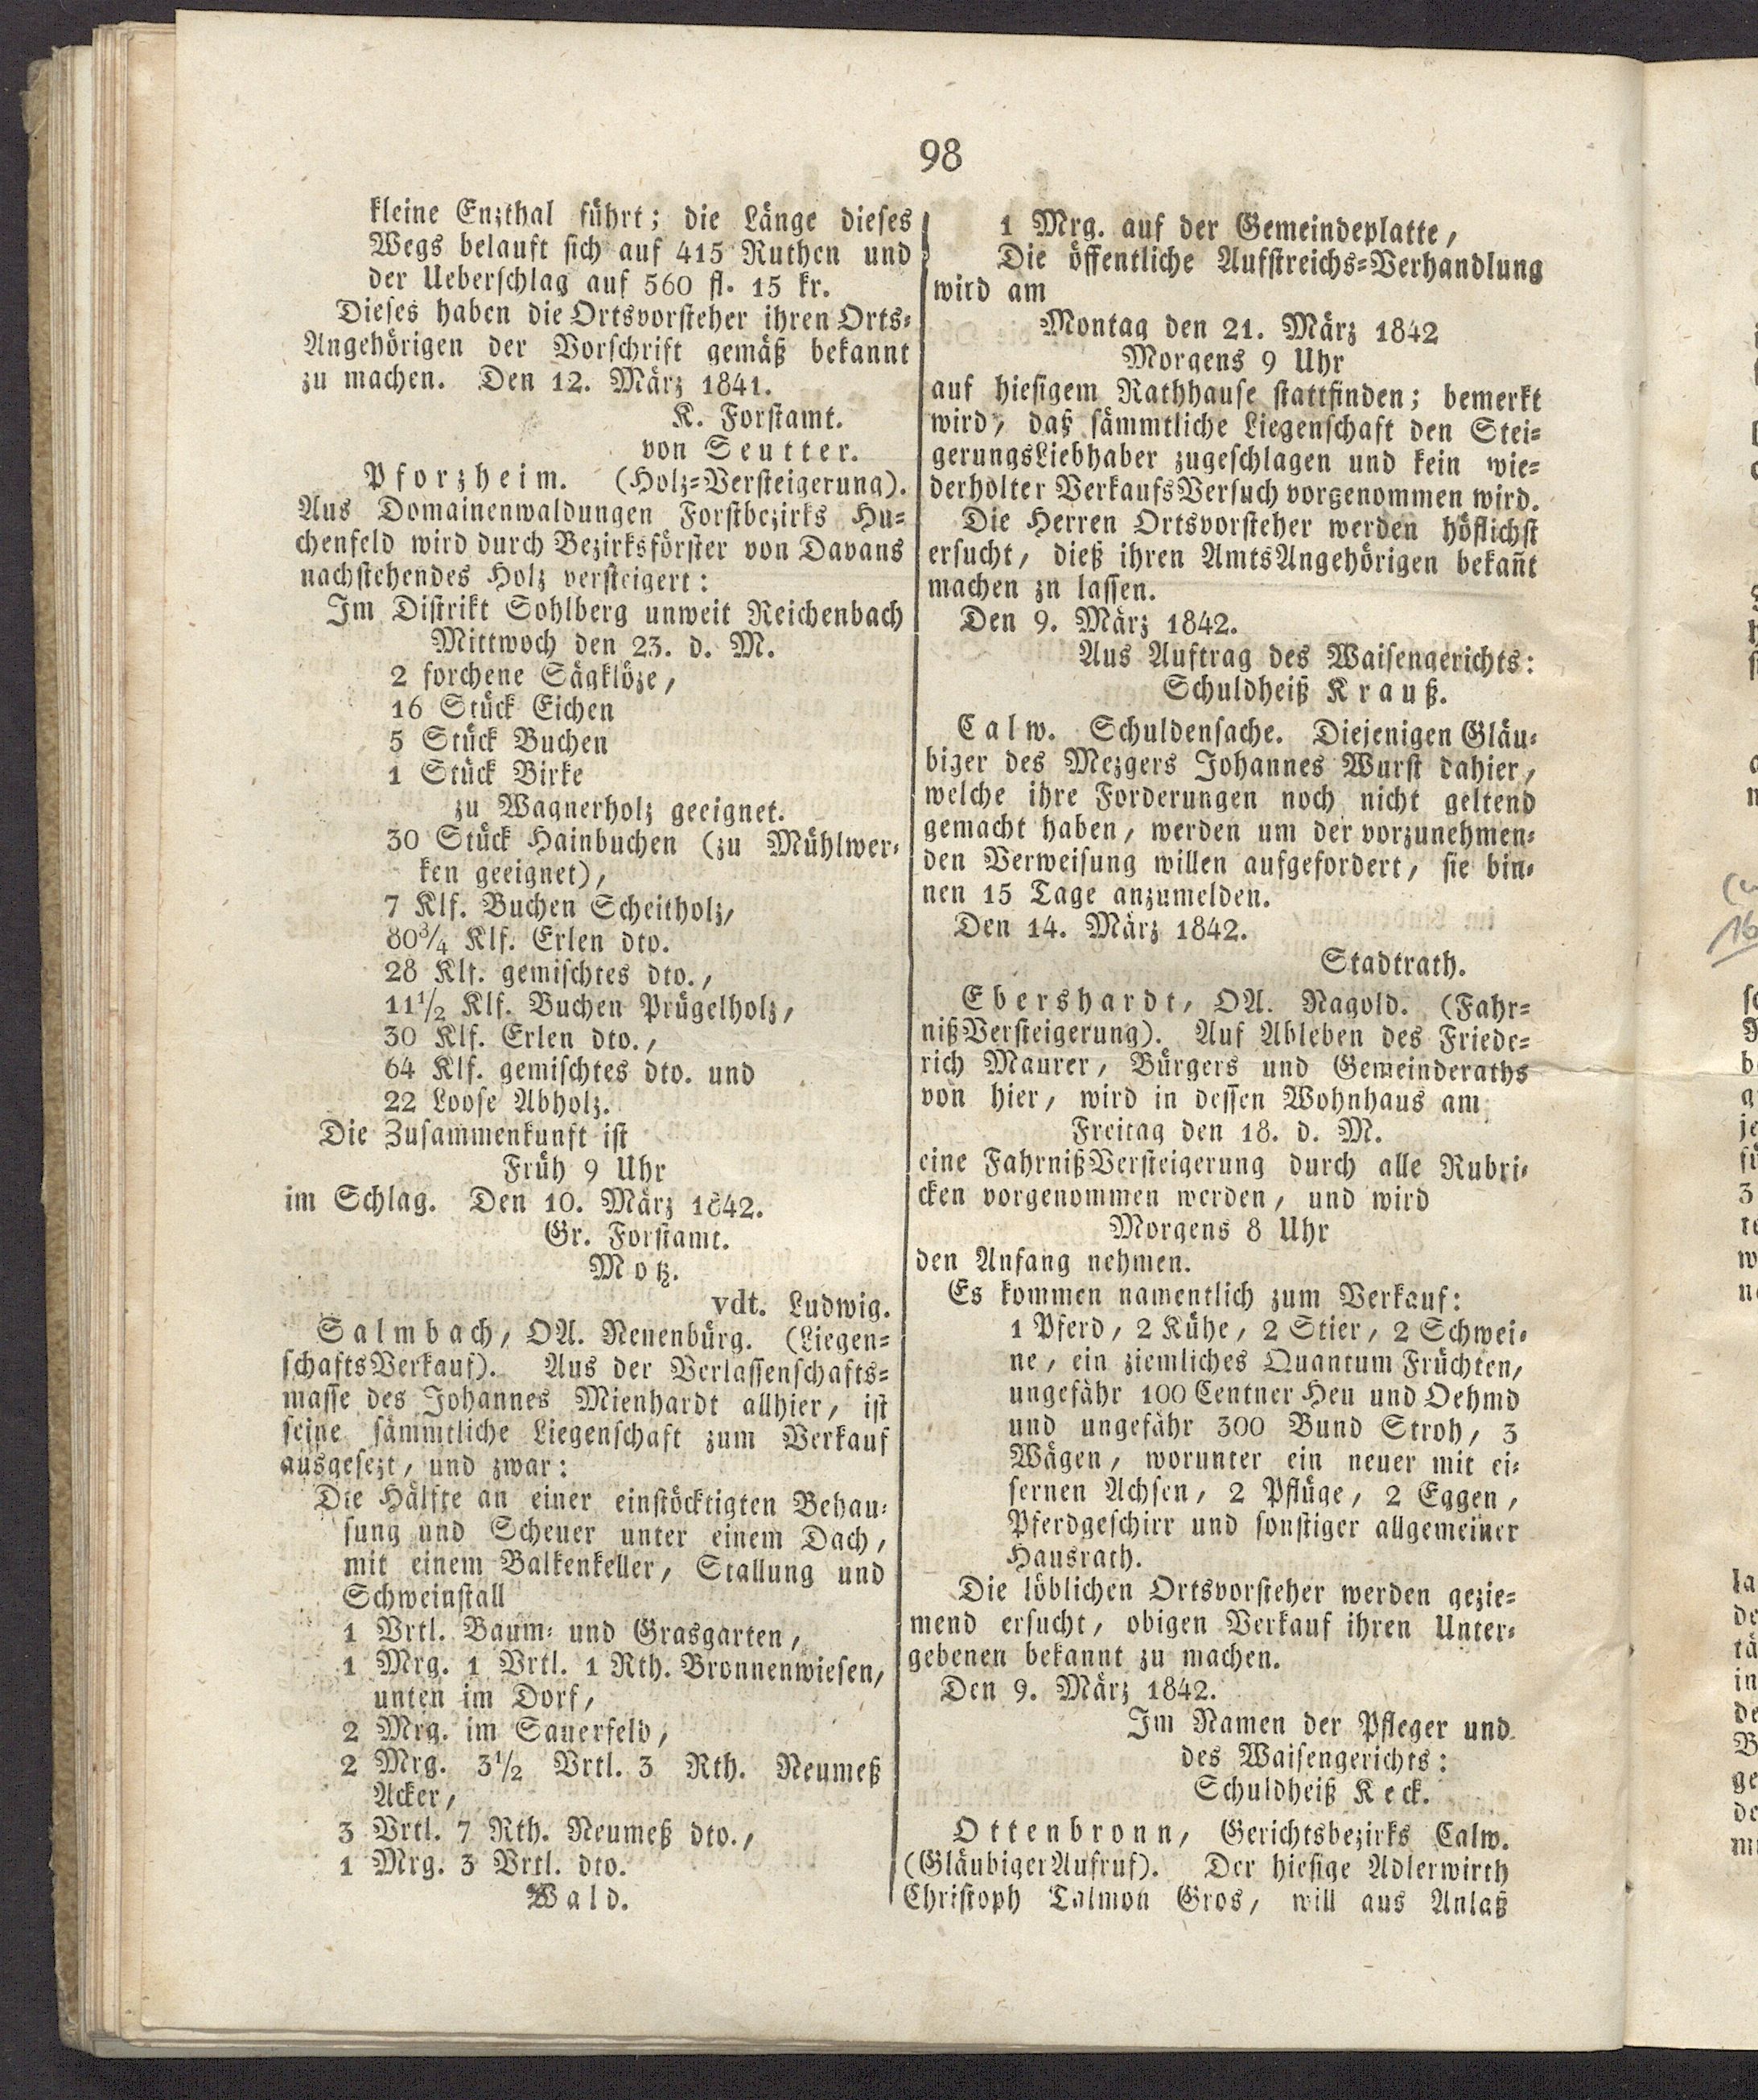 98
kleine Enzthal führt; die Länge dieses
Wegs belauft sich auf 415 Ruthen und
der Ueberschlag auf 560 fl. 15 kr.
Dieses haben die Ortsvorsteher ihren Orts-
Angehörigen der Vorschrift gemäß bekannt
zu machen. Den 12. März 1841.
K. Forstamt.
von Seutter.
Pforzheim. (Holz-Versteigerung).
Aus Domainenwaldungen Forstbezirks Hu-
chenfeld wird durch Bezirksförster von Davans
nachstehendes Holz versteigert:
Im Distrikt Sohlberg unweit Reichenbach
Mittwoch den 23. d. M.
2 forchene Sägklöze,
16 Stück Eichen
5 Stück Buchen
1 Stück Birke
zu Wagnerholz geeignet.
30 Stück Hainbuchen (zu Mühlwer-
ken geeignet),
7 Klf. Buchen Scheitholz,
80¾ Klf. Erlen dto.
28 Klf. gemischtes dto.,
11½ Klf. Buchen Prügelholz,
30 Klf. Erlen dto.,
64 Klf. gemischtes dto. und
22 Loose Abholz.
Die Zusammenkunft ist
Früh 9 Uhr
im Schlag. Den 10. März 1842.
Gr. Forstamt.
Motz.
vdt. Ludwig.
Salmbach, OA. Neuenbürg. (Liegen-
schaftsVerkauf). Aus der Verlassenschafts-
masse des Johannes Mienhardt allhier, ist
seine sämmtliche Liegenschaft zum Verkauf
ausgesezt, und zwar:
Die Hälfte an einer einstöcktigten Behau-
sung und Scheuer unter einem Dach,
mit einem Balkenkeller, Stallung und
Schweinstall
1 Vrtl. Baum- und Grasgarten,
1 Mrg. 1 Vrtl. 1 Rth. Bronnenwiesen,
unten im Dorf,
2 Mrg. im Sauerfeld,
2 Mrg. 3½ Vrtl. 3 Rth. Neumeß
Acker,
3 Vrtl. 7 Rth. Neumeß dto.,
1 Mrg. 3 Vrtl. dto.
Wald.
1 Mrg. auf der Gemeindeplatte,
Die öffentliche Aufstreichs-Verhandlung
wird am
Montag den 21. März 1842
Morgens 9 Uhr
auf hiesigem Rathhause stattfinden; bemerkt
wird, daß sämmtliche Liegenschaft den Stei-
gerungsLiebhaber zugeschlagen und kein wie-
derholter VerkaufsVersuch vorgenommen wird.
Die Herren Ortsvorsteher werden höflichst
ersucht, dieß ihren AmtsAngehörigen bekañt
machen zu lassen.
Den 9. März 1842.
Aus Auftrag des Waisengerichts:
Schuldheiß Krauß.
Calw. Schuldensache. Diejenigen Gläu-
biger des Mezgers Johannes Wurst dahier,
welche ihre Forderungen noch nicht geltend
gemacht haben, werden um der vorzunehmen-
den Verweisung willen aufgefordert, sie bin-
nen 15 Tage anzumelden.
Den 14. März 1842.
Stadtrath.
Ebershardt, OA. Nagold. (Fahr-
nißVersteigerung). Auf Ableben des Friede-
rich Maurer, Bürgers und Gemeinderaths
von hier, wird in dessen Wohnhaus am
Freitag den 18. d. M.
eine FahrnißVersteigerung durch alle Rubri-
cken vorgenommen werden, und wird
Morgens 8 Uhr
den Anfang nehmen.
Es kommen namentlich zum Verkauf:
1 Pferd, 2 Kühe, 2 Stier, 2 Schwei-
ne, ein ziemliches Quantum Früchten,
ungefähr 100 Centner Heu und Oehmd
und ungefähr 300 Bund Stroh, 3
Wägen, worunter ein neuer mit ei-
sernen Achsen, 2 Pflüge, 2 Eggen,
Pferdgeschirr und sonstiger allgemeiner
Hausrath.
Die löblichen Ortsvorsteher werden gezie-
mend ersucht, obigen Verkauf ihren Unter-
gebenen bekannt zu machen.
Den 9. März 1842.
Im Namen der Pfleger und
des Waisengerichts:
Schuldheiß Keck.
Ottenbronn, Gerichtsbezirks Calw.
(GläubigerAufruf). Der hiesige Adlerwirth
Christoph Talmon Gros, will aus Anlaß